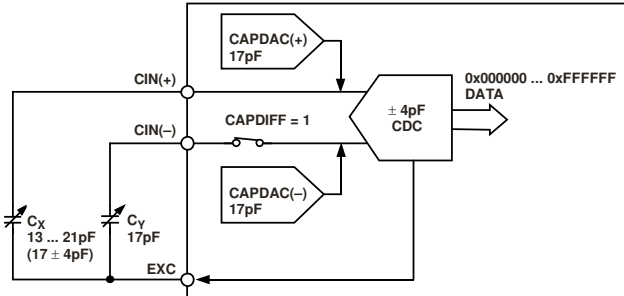 CAPDAC(+)
17pF
CIN(+)
0x000000 ... 0xFFFFFF
DATA
± 4pF
CDC
CIN(–)
CAPDIFF = 1
CAPDAC(–)
17pF
CX
13 ... 21pF
(17 ± 4pF)
CY
17pF
EXC